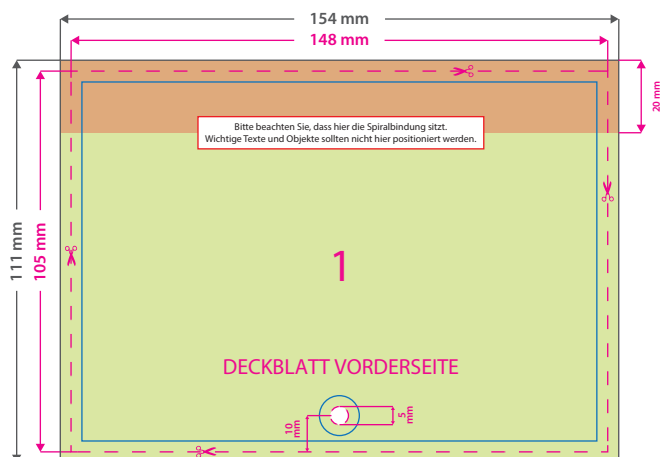 154 mm
148 mm
20 mm
111 mm
105 mm
Bitte beachten Sie, dass hier die Spiralbindung sitzt.
Wichtige Texte und Objekte sollten nicht hier positioniert werden.
1
DECKBLATT VORDERSEITE
10
mm
5
mm